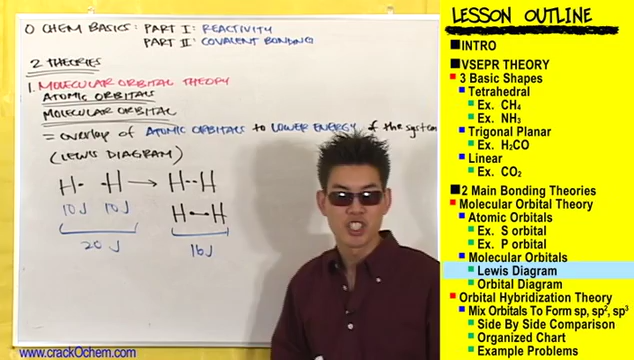 O CHEM BASICS: PART I: REACTIVITY
PART II: COVALENT BONDING
2 THEORIES
1. MOLECULAR ORBITAL THEORY
ATOMIC ORBITALS
MOLECULAR ORBITAL
= overlap of ATOMIC ORBITALS to LOWER ENERGY of the system
(LEWIS DIAGRAM)
H· ·H → H··H
10J 10J H–H
20 J 16J
www.crackOchem.com
LESSON OUTLINE
INTRO
VSEPR THEORY
3 Basic Shapes
Tetrahedral
Ex. CH₄
Ex. NH₃
Trigonal Planar
Ex. H₂CO
Linear
Ex. CO₂
2 Main Bonding Theories
Molecular Orbital Theory
Atomic Orbitals
Ex. S orbital
Ex. P orbital
Molecular Orbitals
Lewis Diagram
Orbital Diagram
Orbital Hybridization Theory
Mix Orbitals To Form sp, sp², sp³
Side By Side Comparison
Organized Chart
Example Problems